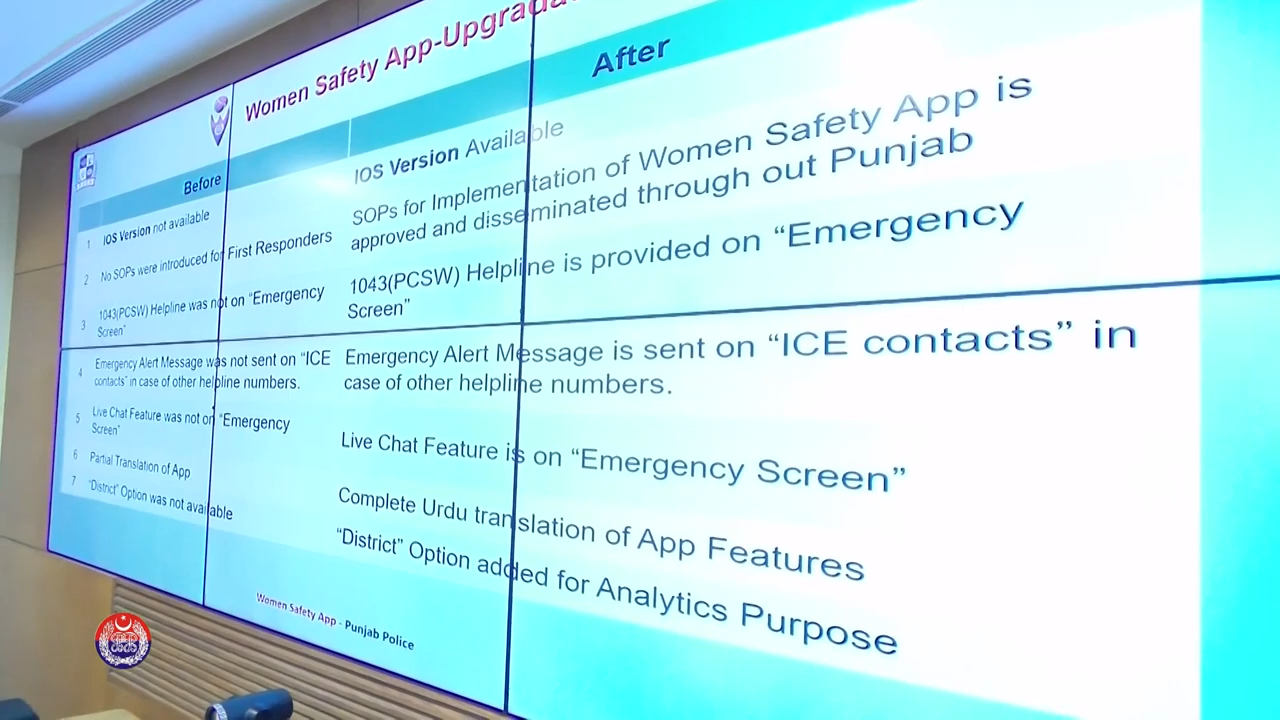 Women Safety App-Upgrada
Before
After
1
IOS Version not available
IOS Version Available
2
No SOPs were introduced for First Responders
SOPs for Implementation of Women Safety App is
approved and disseminated through out Punjab
3
1043(PCSW) Helpline was not on “Emergency
Screen”
1043(PCSW) Helpline is provided on “Emergency
Screen”
4
Emergency Alert Message was not sent on “ICE
contacts” in case of other helpline numbers.
Emergency Alert Message is sent on “ICE contacts” in
case of other helpline numbers.
5
Live Chat Feature was not on “Emergency
Screen”
Live Chat Feature is on “Emergency Screen”
6
Partial Translation of App
Complete Urdu translation of App Features
7
“District” Option was not available
“District” Option added for Analytics Purpose
Women Safety App - Punjab Police